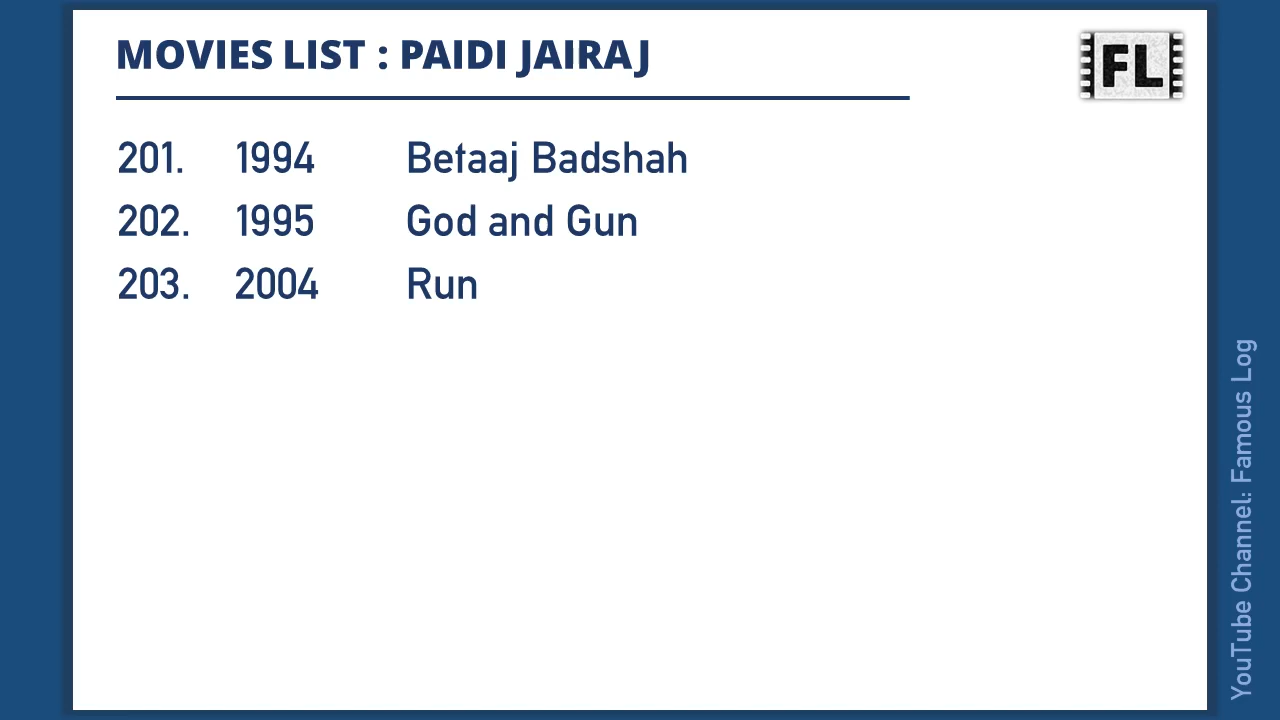 MOVIES LIST : PAIDI JAIRAJ
FL
201. 1994 Betaaj Badshah
202. 1995 God and Gun
203. 2004 Run
YouTube Channel: Famous Log